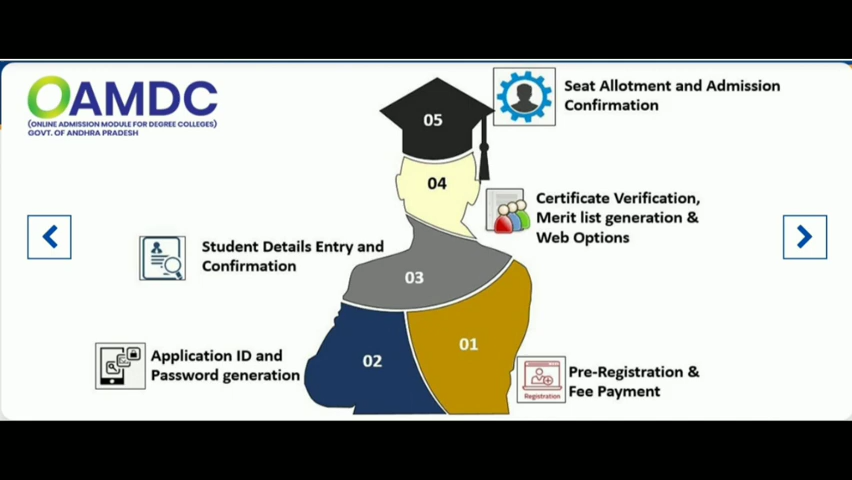 OAMDC
(ONLINE ADMISSION MODULE FOR DEGREE COLLEGES)
GOVT. OF ANDHRA PRADESH
05
Seat Allotment and Admission
Confirmation
04
Certificate Verification,
Merit list generation &
Web Options
Student Details Entry and
Confirmation
03
Application ID and
Password generation
02
01
Pre-Registration &
Fee Payment
Registration